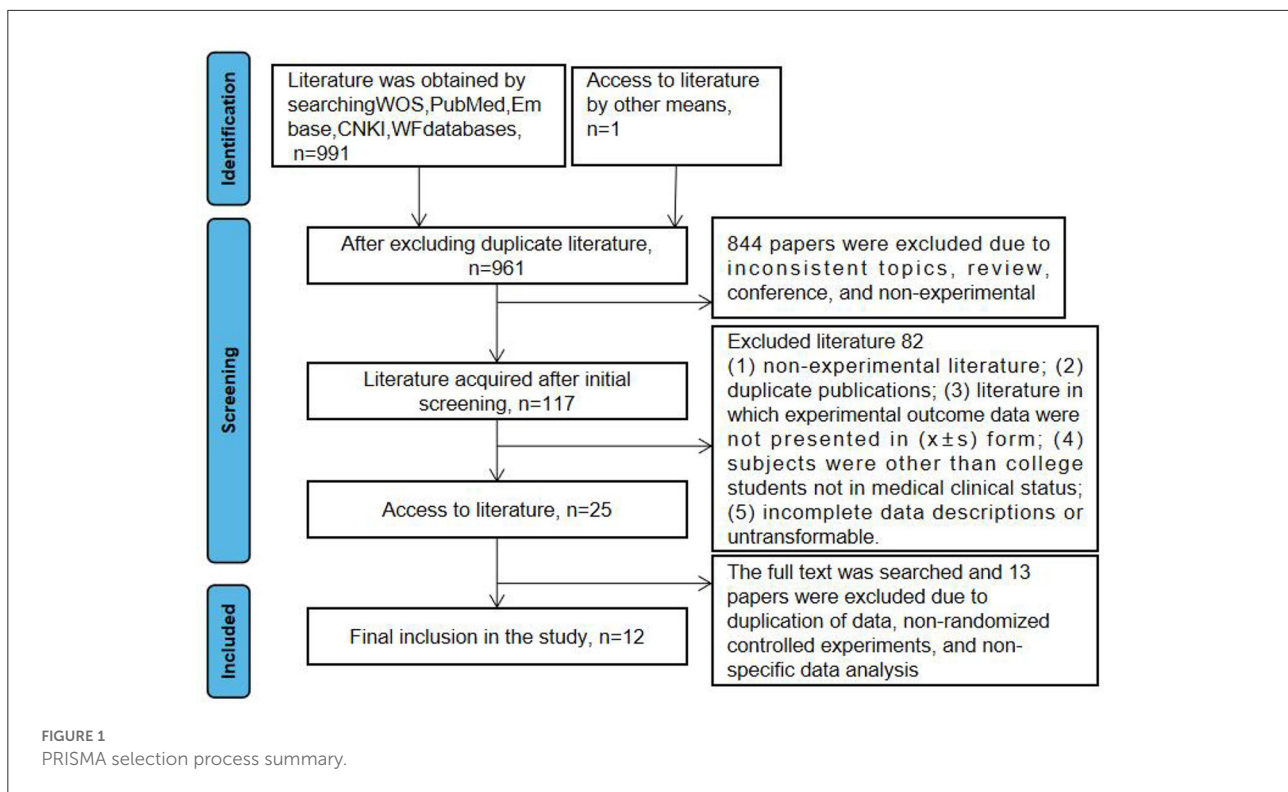 Identification
Literature was obtained by
searchingWOS,PubMed,Em
base,CNKI,WFdatabases,
n=991
Access to literature
by other means,
n=1
Screening
After excluding duplicate literature,
n=961
844 papers were excluded due to
inconsistent topics, review,
conference, and non-experimental
Literature acquired after initial
screening, n=117
Excluded literature 82
(1) non-experimental literature; (2)
duplicate publications; (3) literature in
which experimental outcome data were
not presented in (x±s) form; (4)
subjects were other than college
students not in medical clinical status;
(5) incomplete data descriptions or
untransformable.
Access to literature, n=25
The full text was searched and 13
papers were excluded due to
duplication of data, non-randomized
controlled experiments, and non-
specific data analysis
Included
Final inclusion in the study, n=12
FIGURE 1
PRISMA selection process summary.